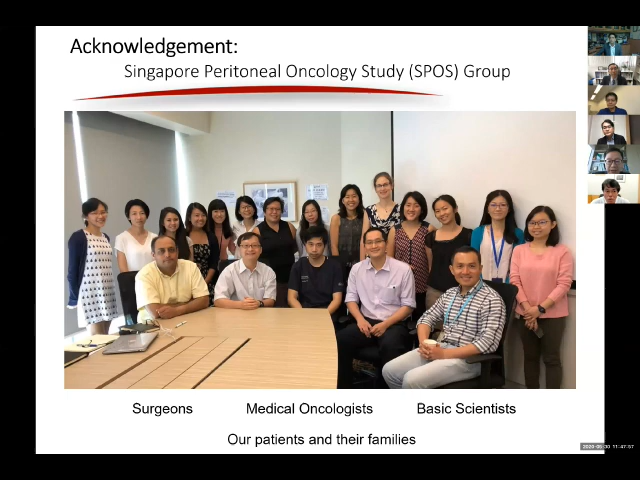 Acknowledgement:
Singapore Peritoneal Oncology Study (SPOS) Group
Surgeons Medical Oncologists Basic Scientists
Our patients and their families